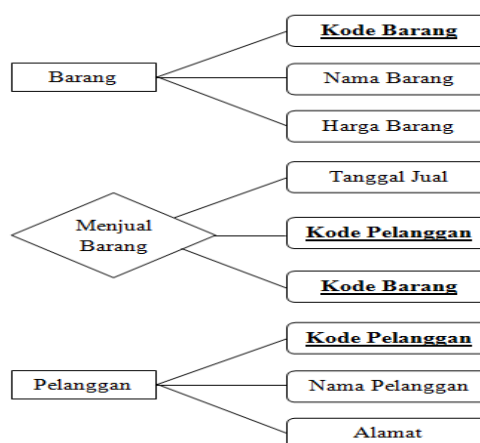 Kode Barang
Barang
Nama Barang
Harga Barang
Tanggal Jual
Menjual
Barang
Kode Pelanggan
Kode Barang
Kode Pelanggan
Pelanggan
Nama Pelanggan
Alamat